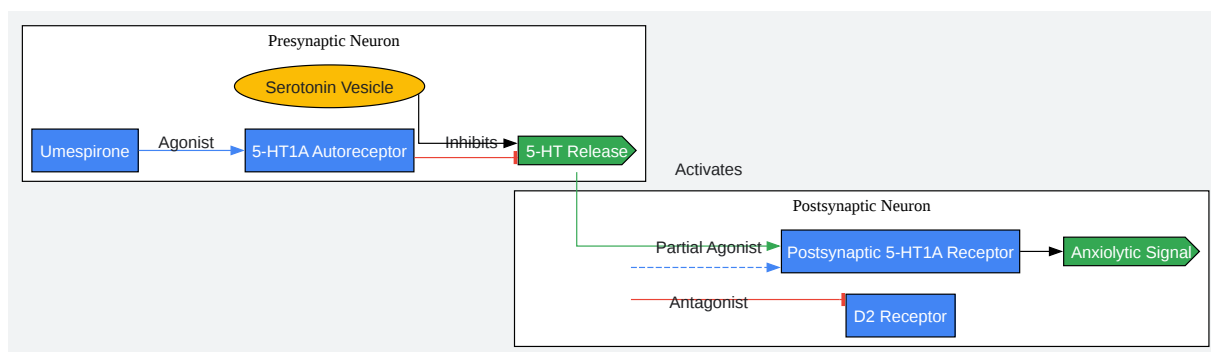 Presynaptic Neuron
Serotonin Vesicle
Umespirone
Agonist
5-HT1A Autoreceptor
Inhibits
5-HT Release
Activates
Postsynaptic Neuron
Partial Agonist
Postsynaptic 5-HT1A Receptor
Anxiolytic Signal
Antagonist
D2 Receptor